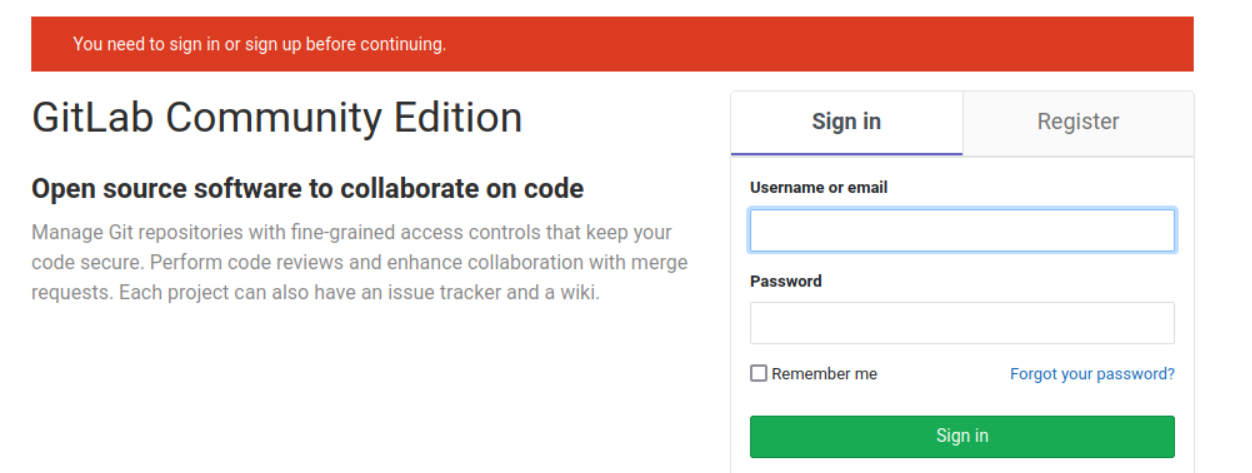 You need to sign in or sign up before continuing.
GitLab Community Edition
Open source software to collaborate on code
Manage Git repositories with fine-grained access controls that keep your
code secure. Perform code reviews and enhance collaboration with merge
requests. Each project can also have an issue tracker and a wiki.
Sign in
Register
Username or email
Password
Remember me
Forgot your password?
Sign in